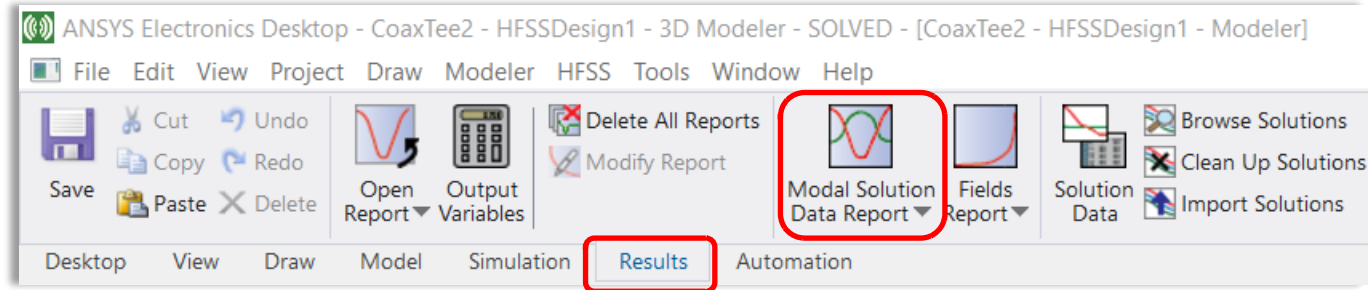 ANSYS Electronics Desktop - CoaxTee2 - HFSSDesign1 - 3D Modeler - SOLVED - [CoaxTee2 - HFSSDesign1 - Modeler]
File Edit View Project Draw Modeler HFSS Tools Window Help
Save
Cut Undo
Copy Redo
Paste Delete
Open
Report
Output
Variables
Delete All Reports
Modify Report
Modal Solution
Data Report
Fields
Report
Solution
Data
Browse Solutions
Clean Up Solutions
Import Solutions
Desktop View Draw Model Simulation Results Automation